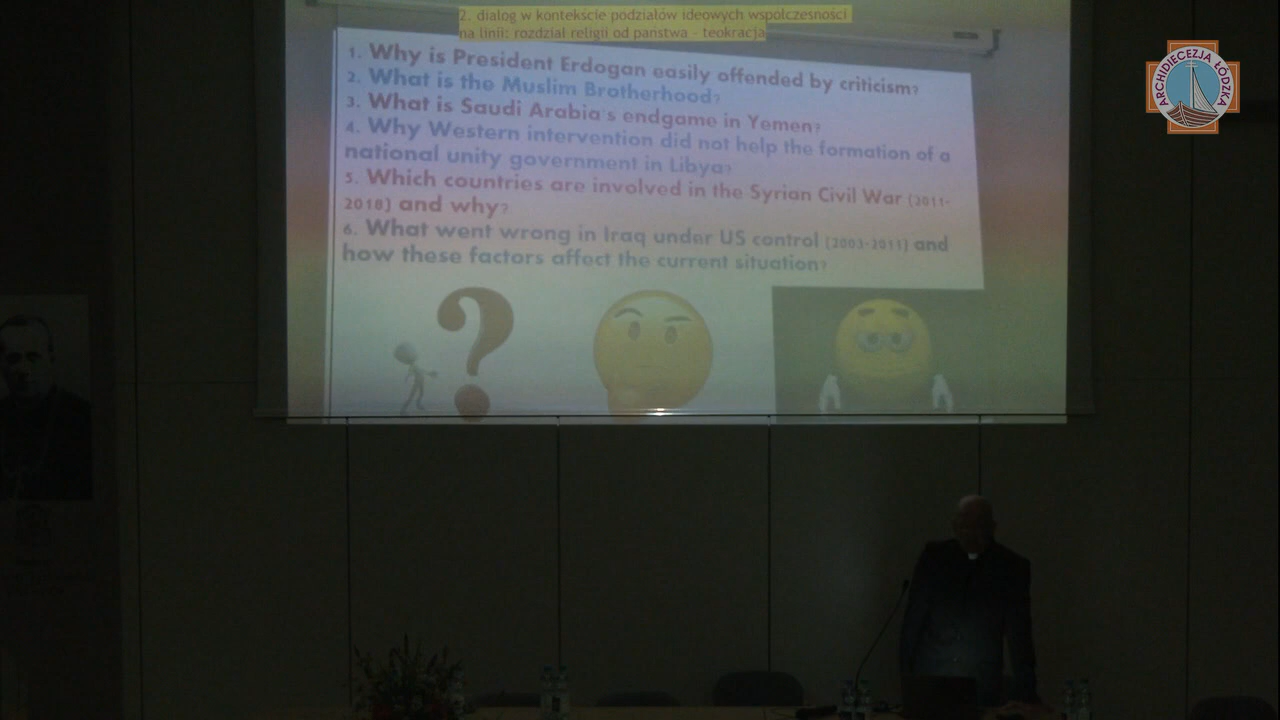 2. dialog w kontekście podziałów ideowych współczesności
na linii: rozdział religii od państwa - teokracja
1. Why is President Erdogan easily offended by criticism?
2. What is the Muslim Brotherhood?
3. What is Saudi Arabia's endgame in Yemen?
4. Why Western intervention did not help the formation of a
national unity government in Libya?
5. Which countries are involved in the Syrian Civil War (2011-
2018) and why?
6. What went wrong in Iraq under US control (2003-2011) and
how these factors affect the current situation?
?
ARCHIDIECEZJA ŁÓDZKA